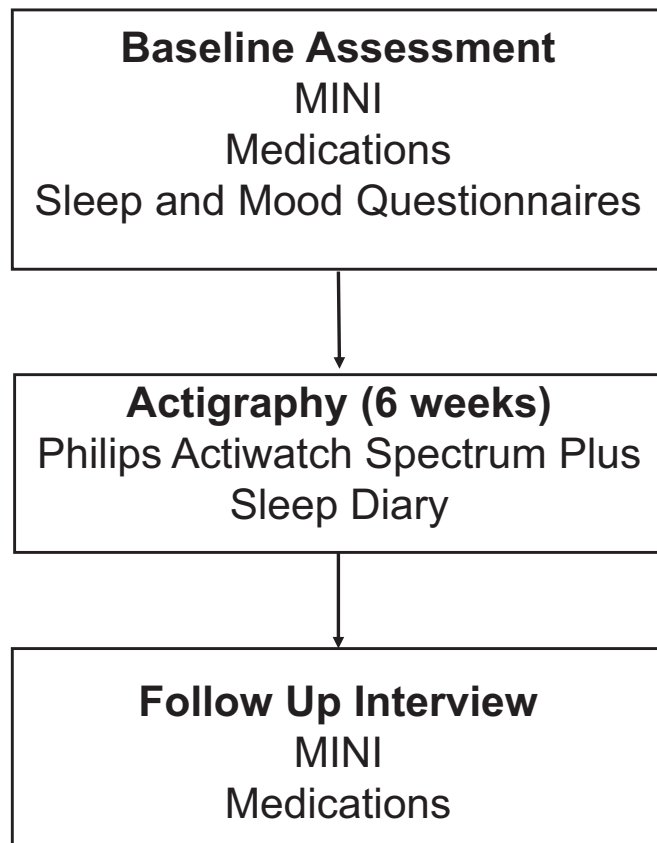 Baseline Assessment
MINI
Medications
Sleep and Mood Questionnaires
Actigraphy (6 weeks)
Philips Actiwatch Spectrum Plus
Sleep Diary
Follow Up Interview
MINI
Medications